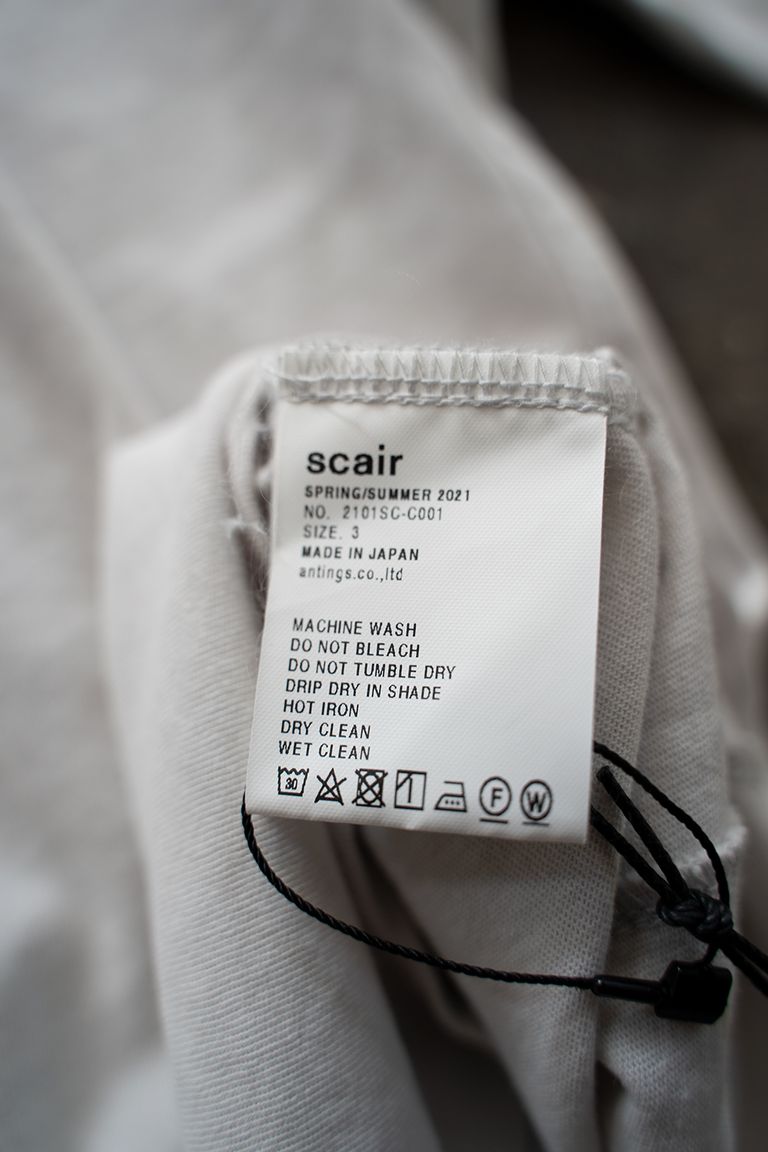 scair
SPRING/SUMMER 2021
NO. 2101SC-C001
SIZE. 3
MADE IN JAPAN
antings.co.,ltd
MACHINE WASH
DO NOT BLEACH
DO NOT TUMBLE DRY
DRIP DRY IN SHADE
HOT IRON
DRY CLEAN
WET CLEAN
30 F W